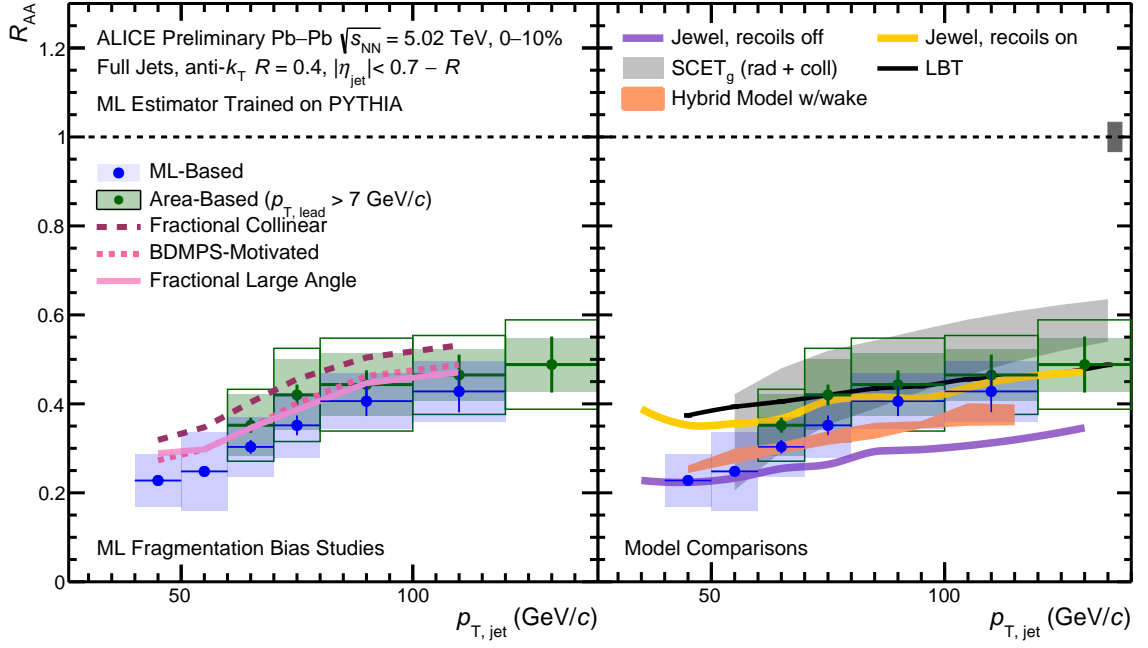 R_AA
ALICE Preliminary Pb–Pb √s_NN = 5.02 TeV, 0–10%
Full Jets, anti-k_T R = 0.4, |η_jet|< 0.7 − R
ML Estimator Trained on PYTHIA
ML-Based
Area-Based (p_T, lead > 7 GeV/c)
Fractional Collinear
BDMPS-Motivated
Fractional Large Angle
ML Fragmentation Bias Studies
1.2
1
0.8
0.6
0.4
0.2
0
50
100
p_T, jet (GeV/c)
Jewel, recoils off
Jewel, recoils on
SCET_g (rad + coll)
LBT
Hybrid Model w/wake
Model Comparisons
50
100
p_T, jet (GeV/c)